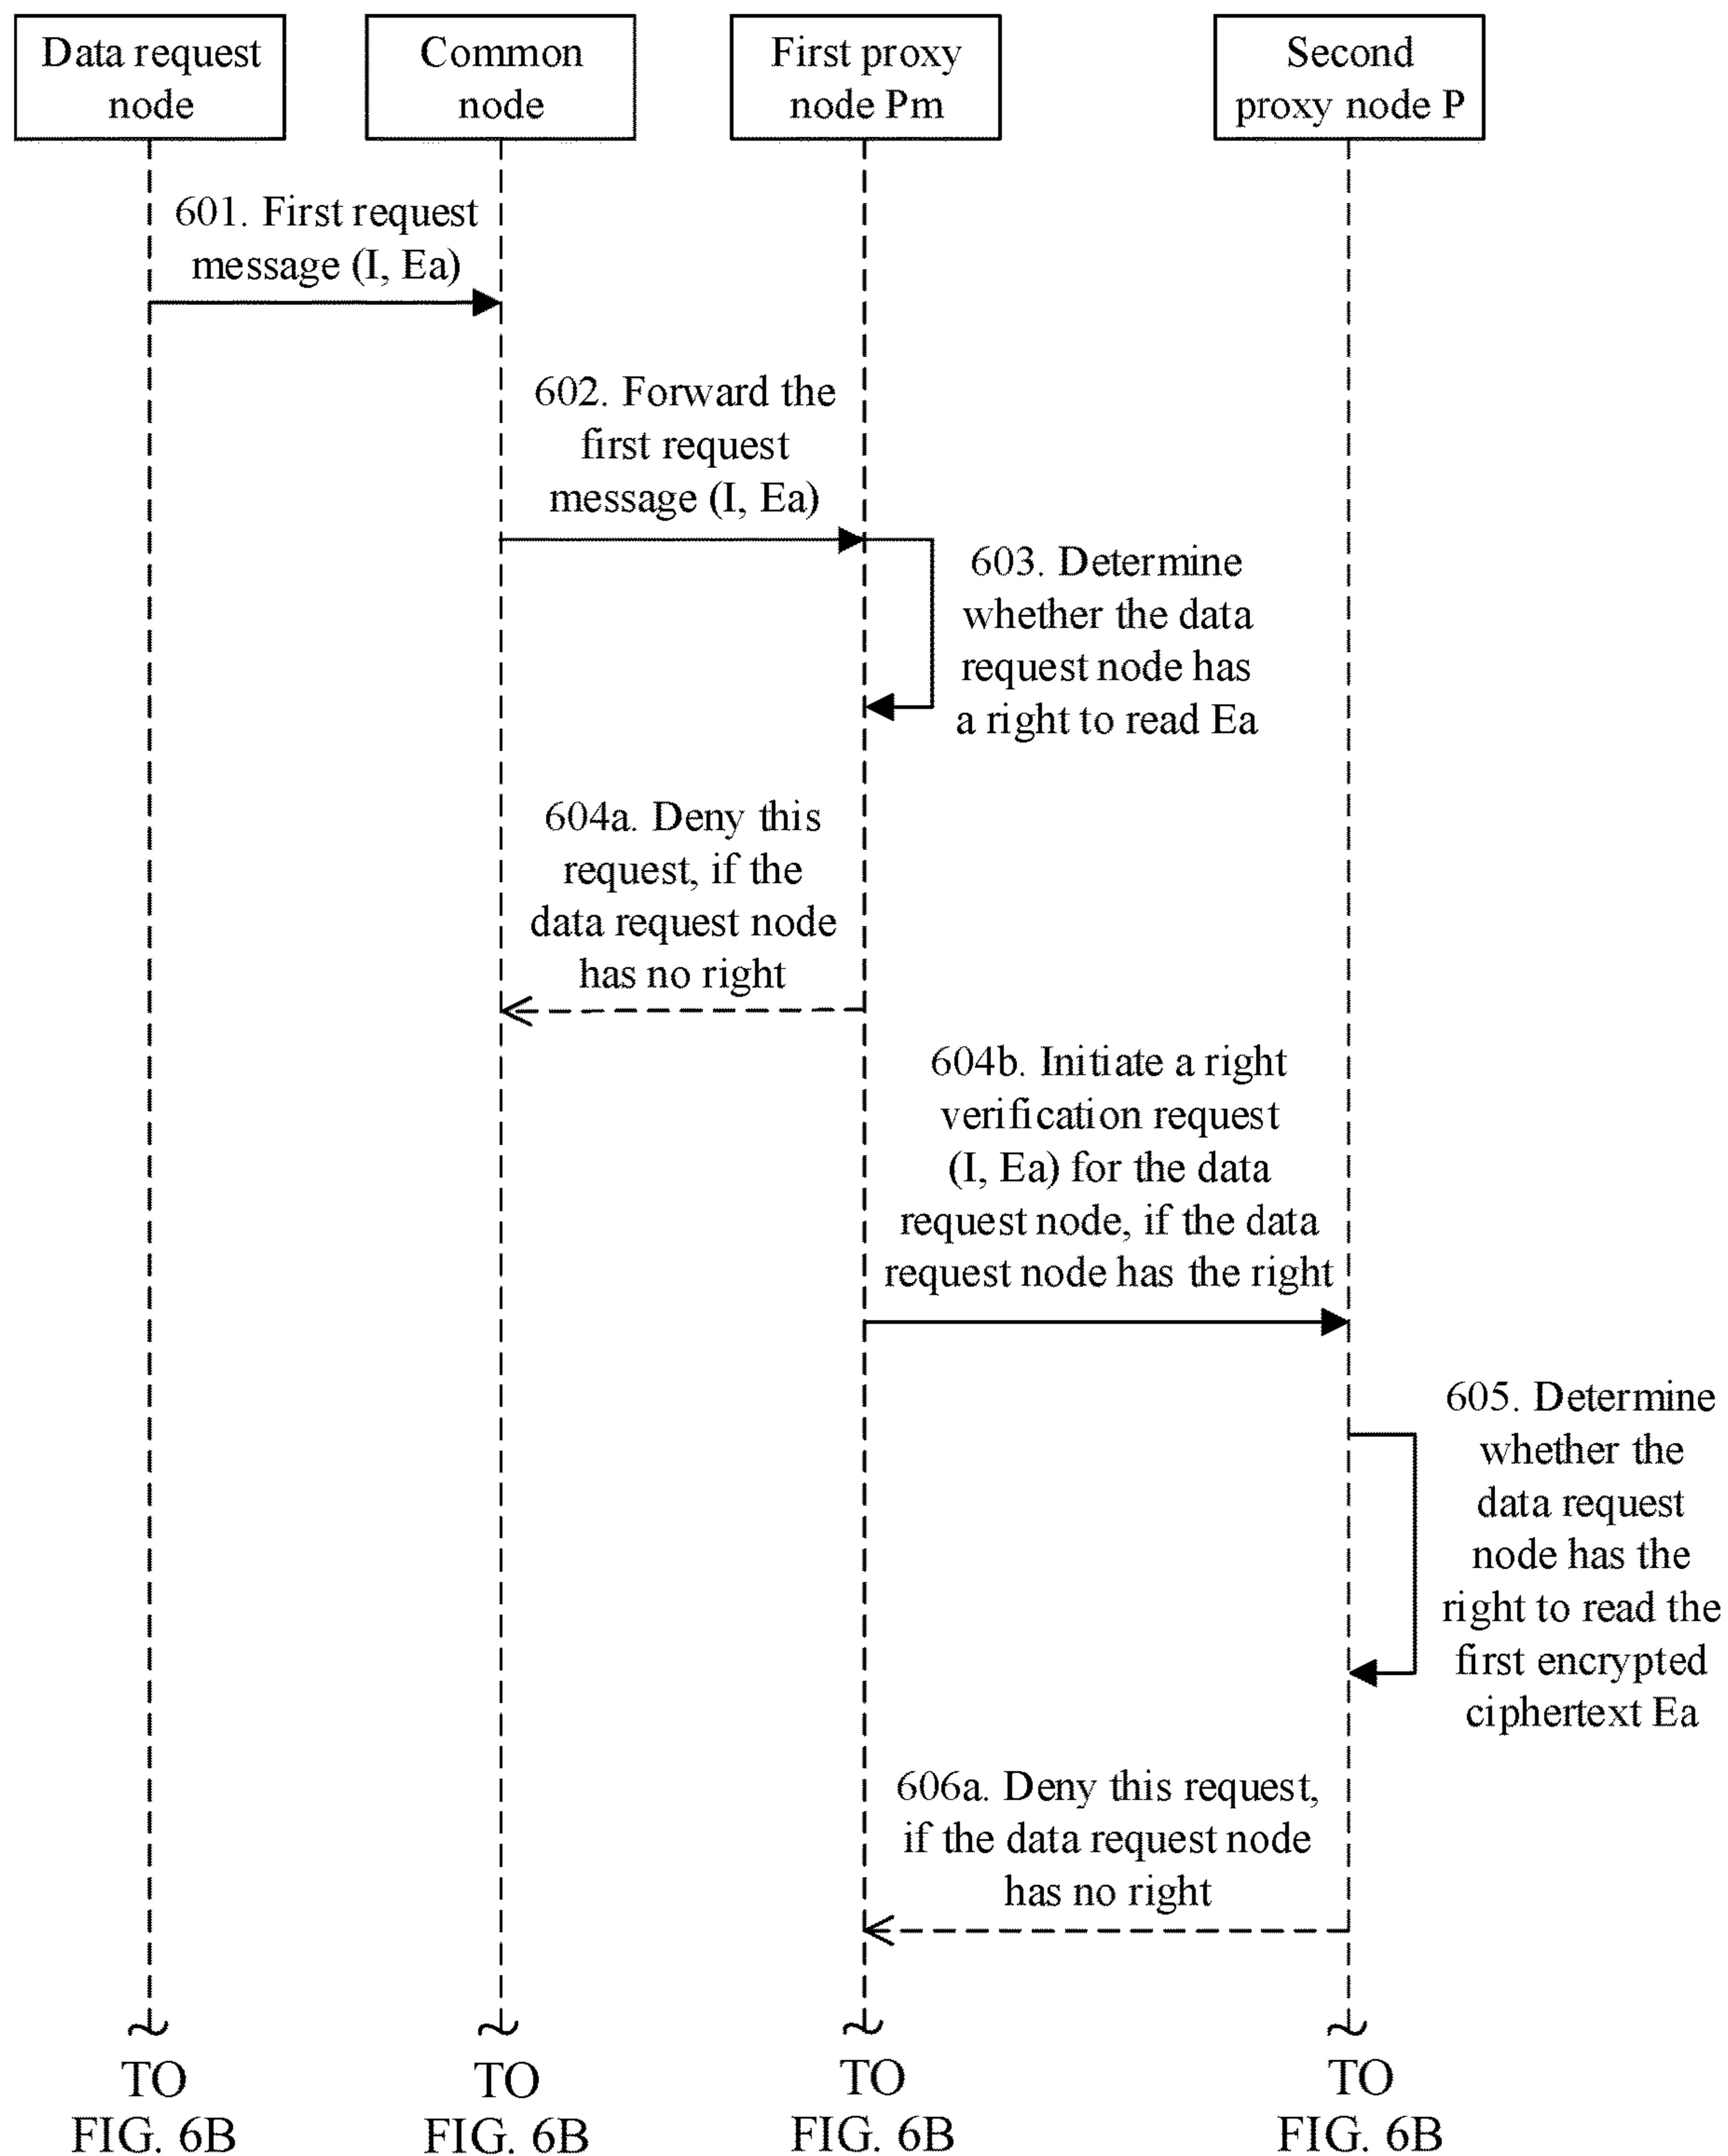 Data request
node
Common
node
First proxy
node Pm
Second
proxy node P
601. First request
message (I, Ea)
602. Forward the
first request
message (I, Ea)
603. Determine
whether the data
request node has
a right to read Ea
604a. Deny this
request, if the
data request node
has no right
604b. Initiate a right
verification request
(I, Ea) for the data
request node, if the data
request node has the right
605. Determine
whether the
data request
node has the
right to read the
first encrypted
ciphertext Ea
606a. Deny this request,
if the data request node
has no right
TO
FIG. 6B
TO
FIG. 6B
TO
FIG. 6B
TO
FIG. 6B